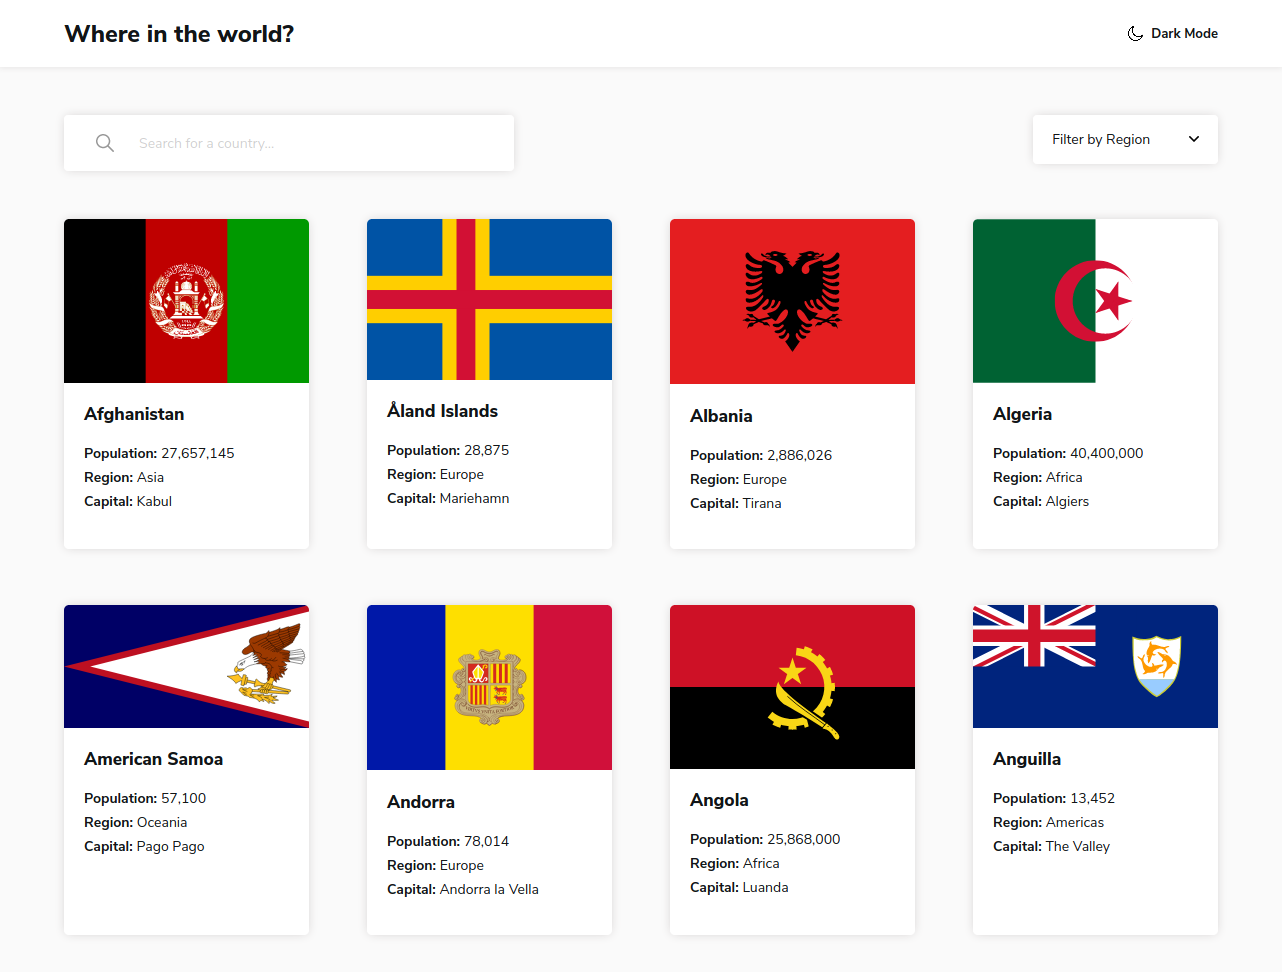 Where in the world?
Dark Mode
Search for a country...
Filter by Region
Afghanistan
Population: 27,657,145
Region: Asia
Capital: Kabul
Åland Islands
Population: 28,875
Region: Europe
Capital: Mariehamn
Albania
Population: 2,886,026
Region: Europe
Capital: Tirana
Algeria
Population: 40,400,000
Region: Africa
Capital: Algiers
American Samoa
Population: 57,100
Region: Oceania
Capital: Pago Pago
Andorra
Population: 78,014
Region: Europe
Capital: Andorra la Vella
Angola
Population: 25,868,000
Region: Africa
Capital: Luanda
Anguilla
Population: 13,452
Region: Americas
Capital: The Valley